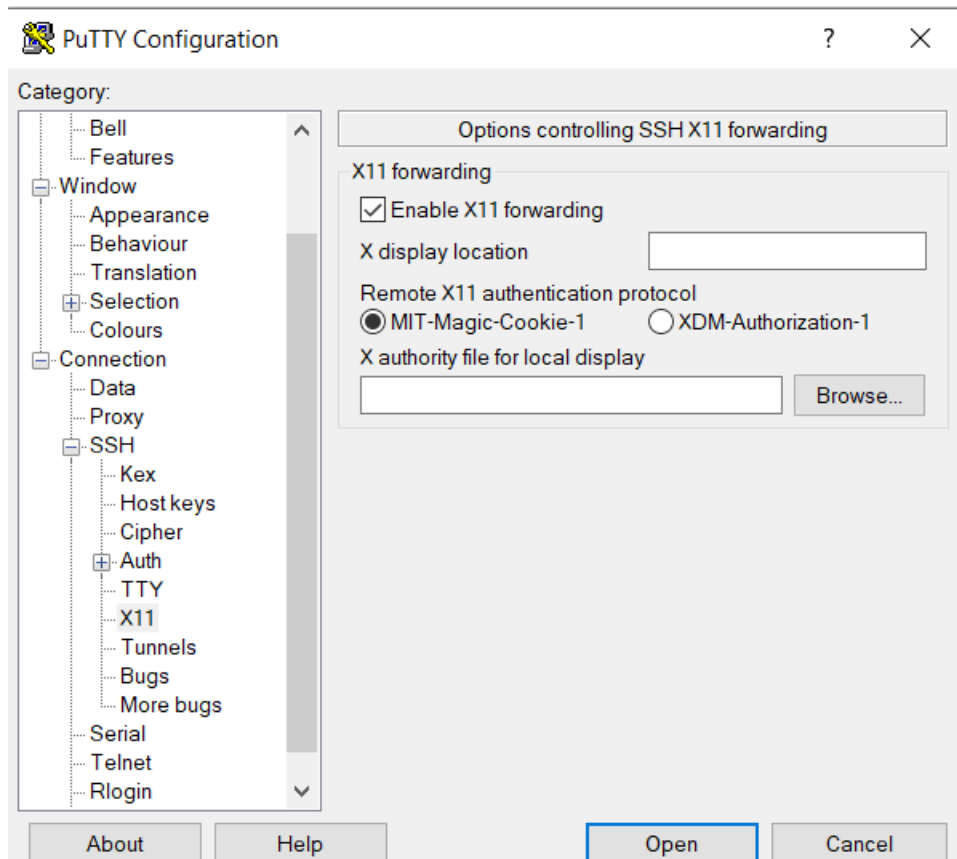 PuTTY Configuration
?
Category:
Bell
Features
Window
Appearance
Behaviour
Translation
Selection
Colours
Connection
Data
Proxy
SSH
Kex
Host keys
Cipher
Auth
TTY
X11
Tunnels
Bugs
More bugs
Serial
Telnet
Rlogin
Options controlling SSH X11 forwarding
X11 forwarding
Enable X11 forwarding
X display location
Remote X11 authentication protocol
MIT-Magic-Cookie-1 XDM-Authorization-1
X authority file for local display
Browse...
About Help Open Cancel